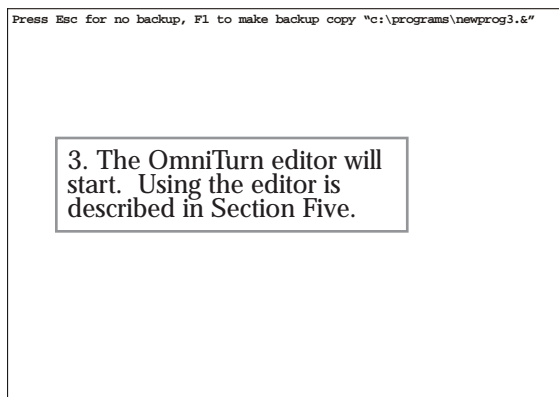 Press Esc for no backup, F1 to make backup copy “c:\programs\newprog3.&”
3. The OmniTurn editor will
start. Using the editor is
described in Section Five.